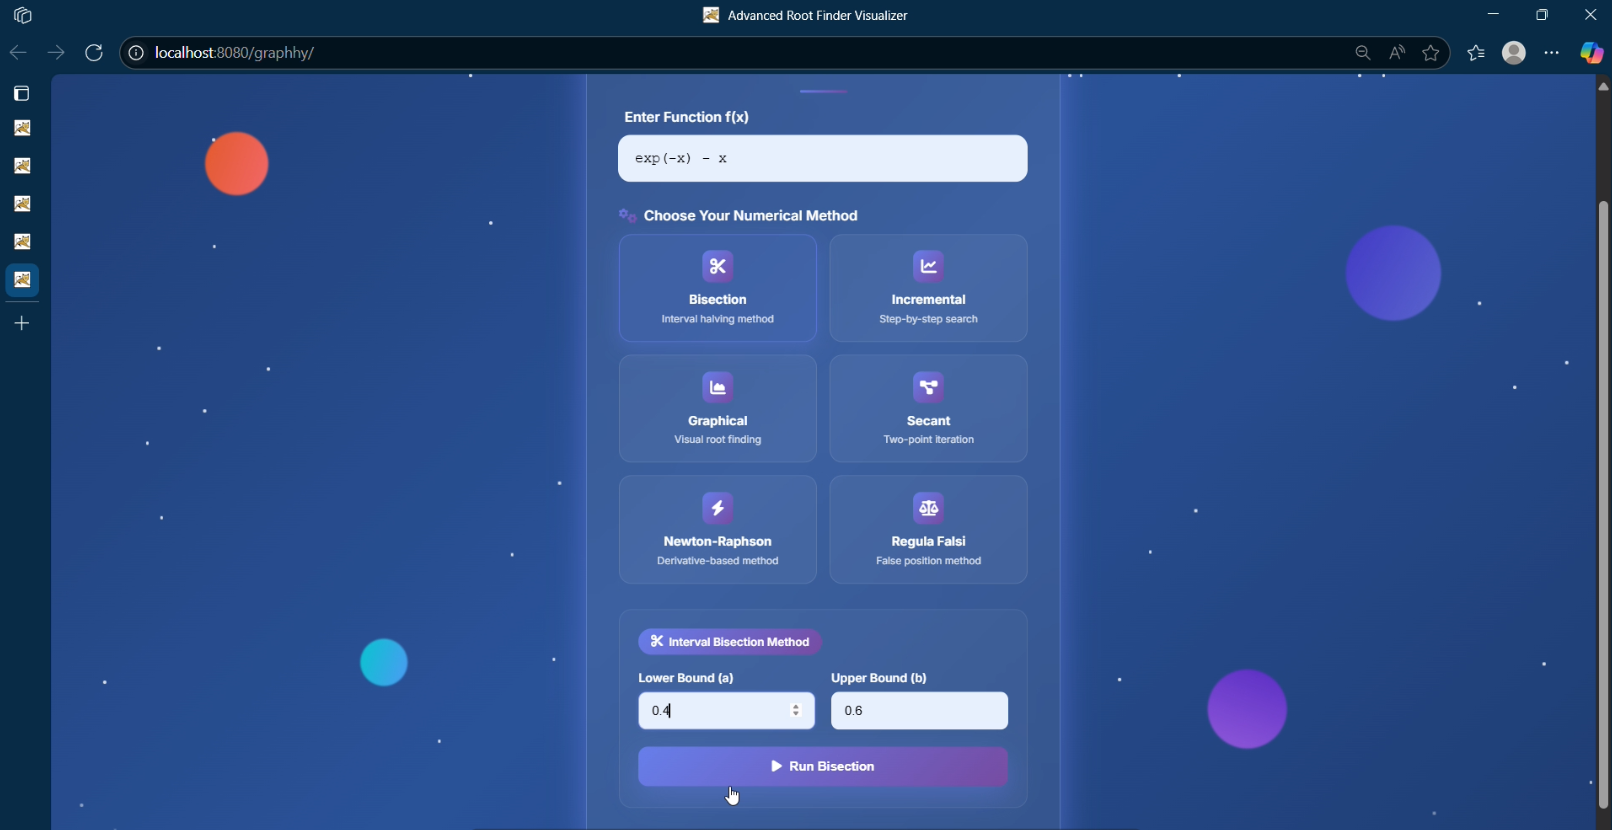 Advanced Root Finder Visualizer
localhost:8080/graphhy/
Enter Function f(x)
exp(-x) - x
Choose Your Numerical Method
Bisection
Interval halving method
Incremental
Step-by-step search
Graphical
Visual root finding
Secant
Two-point iteration
Newton-Raphson
Derivative-based method
Regula Falsi
False position method
Interval Bisection Method
Lower Bound (a)
Upper Bound (b)
0.4
0.6
Run Bisection